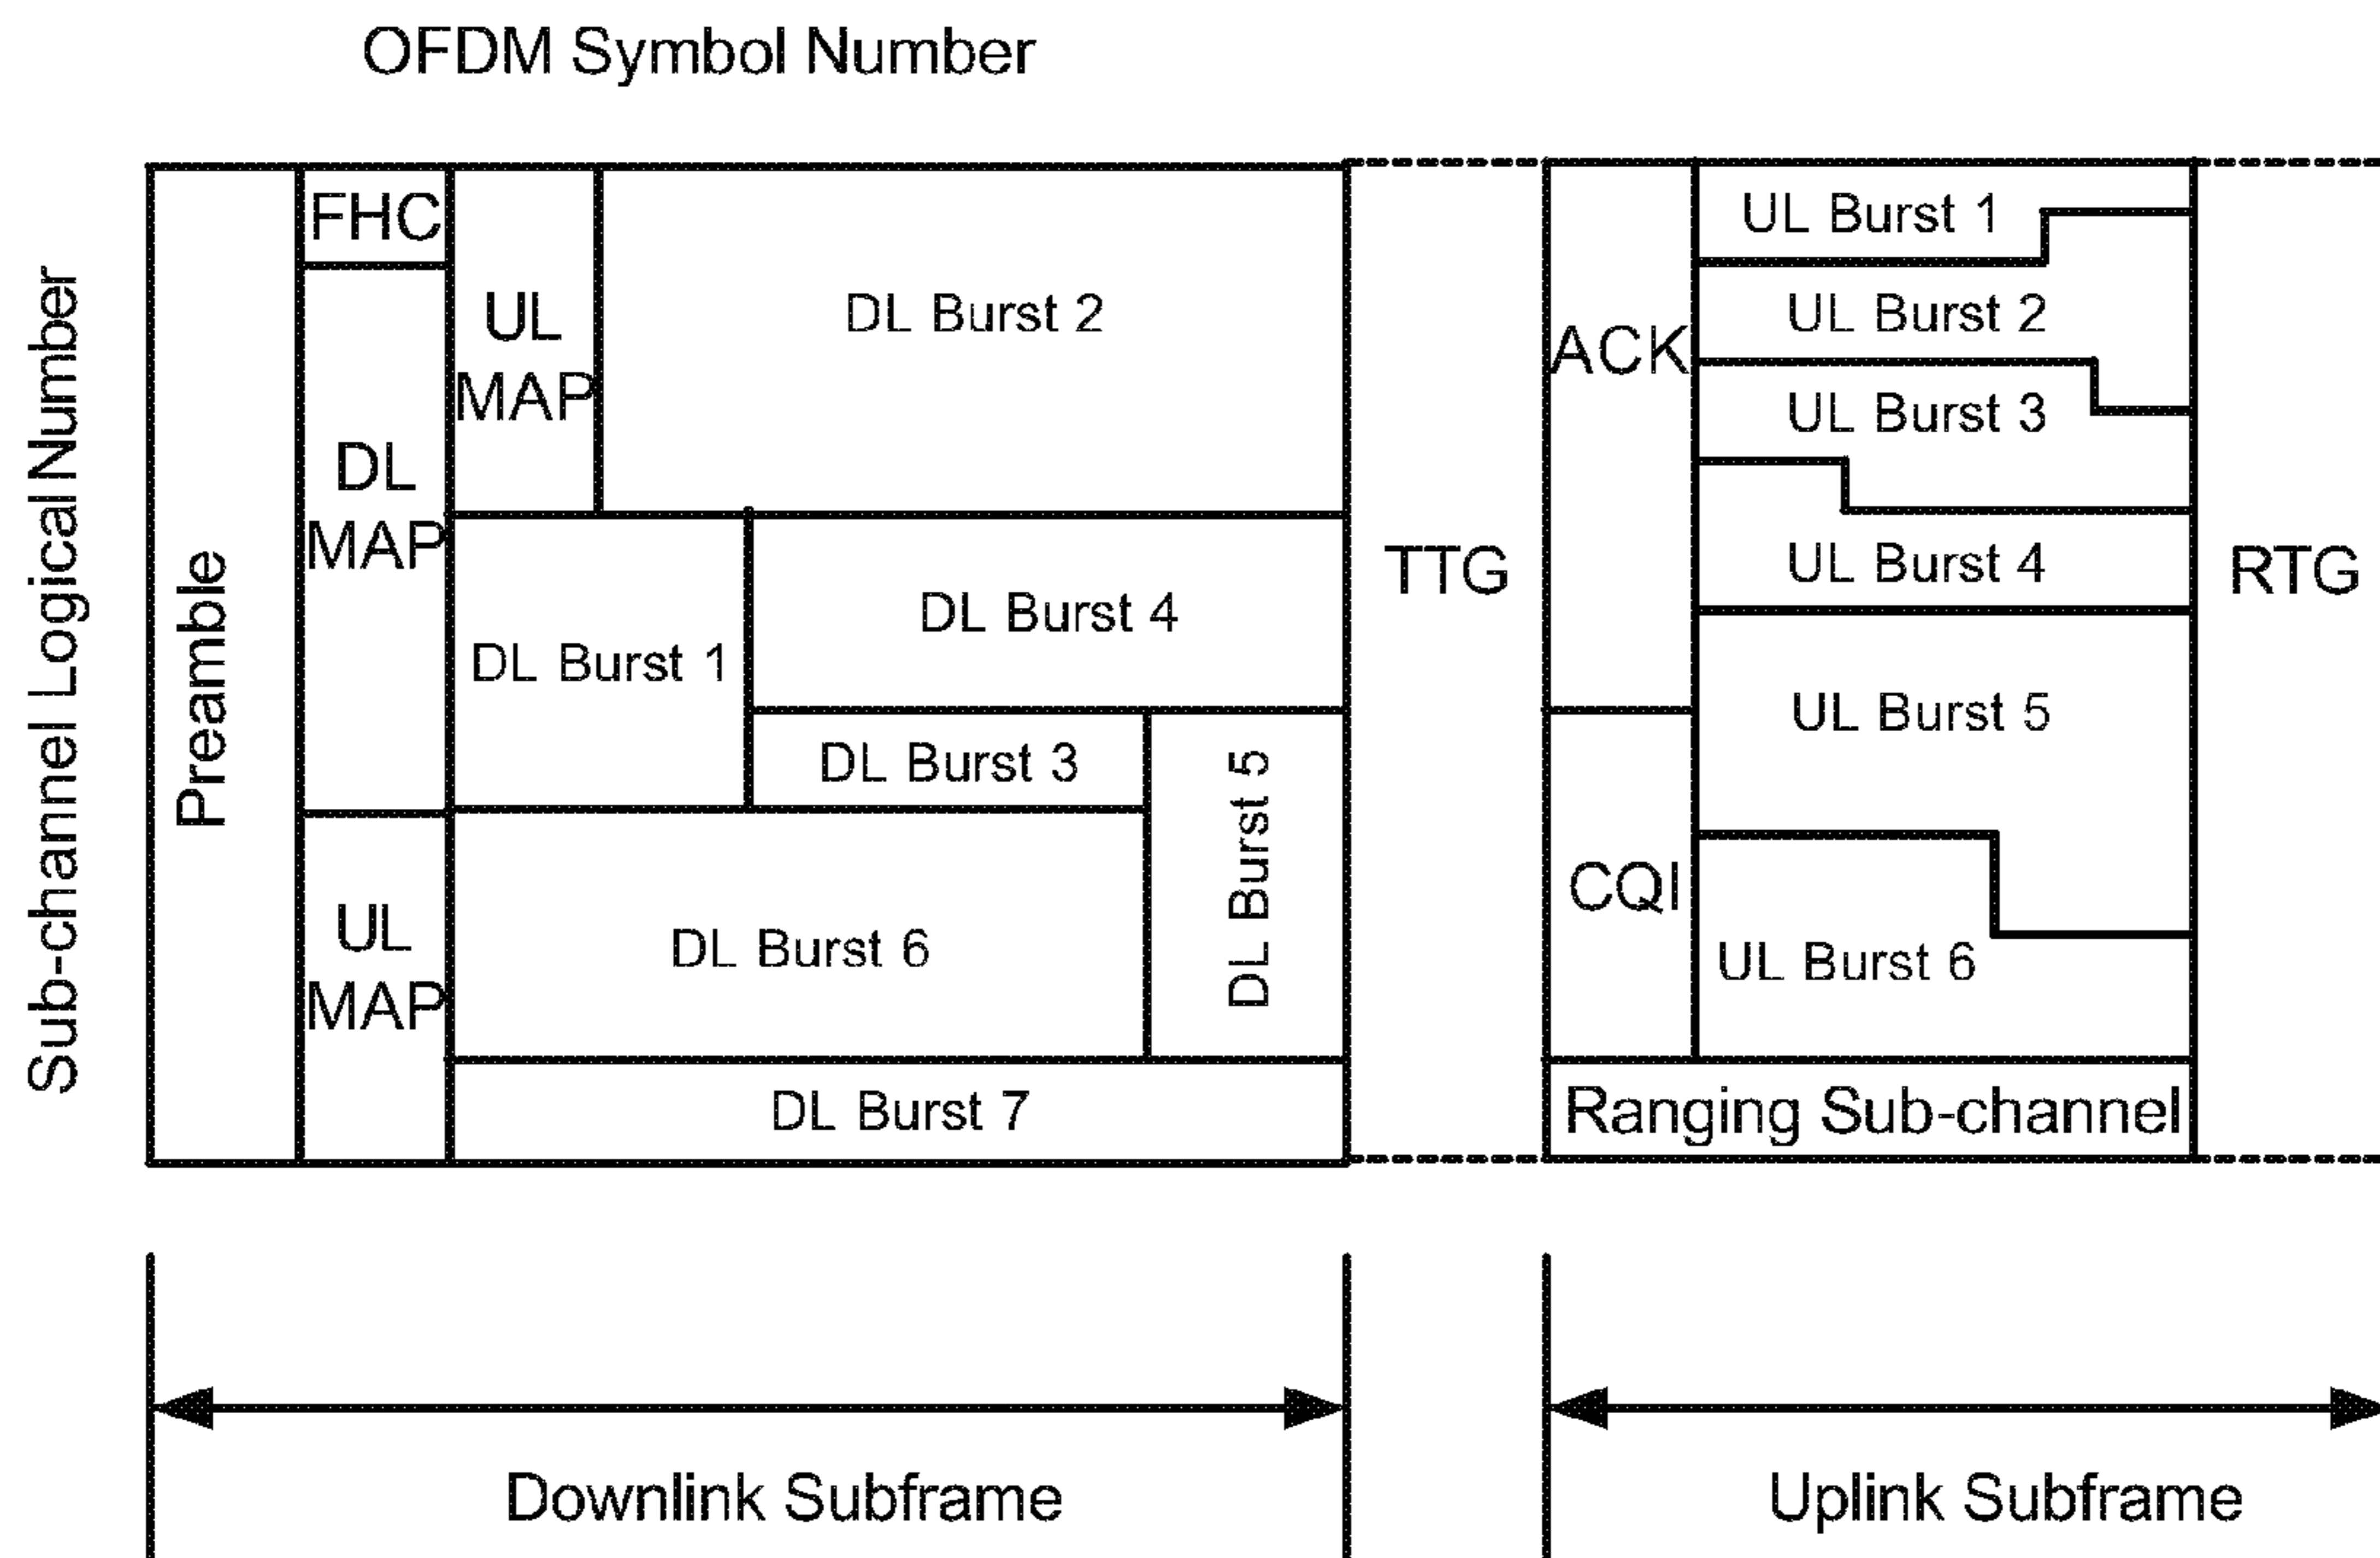 OFDM Symbol Number
Sub-channel Logical Number
Preamble
FHC
DL
MAP
UL
MAP
UL
MAP
DL Burst 2
DL Burst 1
DL Burst 4
DL Burst 3
DL Burst 5
DL Burst 6
DL Burst 7
TTG
ACK
CQI
UL Burst 1
UL Burst 2
UL Burst 3
UL Burst 4
UL Burst 5
UL Burst 6
Ranging Sub-channel
RTG
Downlink Subframe
Uplink Subframe